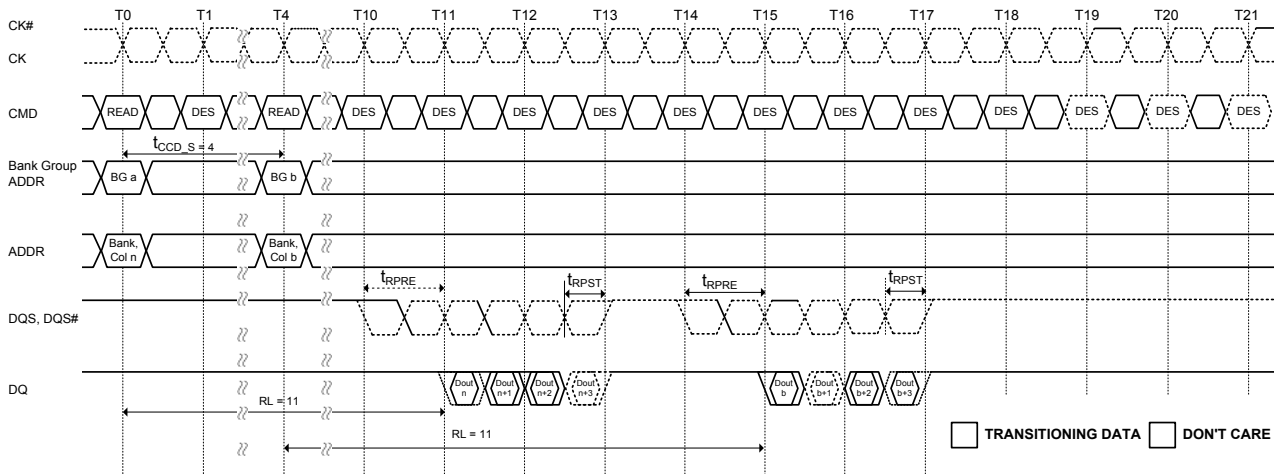 T0 T1 T4 T10 T11 T12 T13 T14 T15 T16 T17 T18 T19 T20 T21
CK#
CK
CMD READ DES READ DES DES DES DES DES DES DES DES DES DES DES DES
tCCD_S = 4
Bank Group
ADDR
BG a BG b
ADDR
Bank, Col n
Bank, Col b
tRPRE tRPST tRPRE tRPST
DQS, DQS#
DQ
Dout n
Dout n+1
Dout n+2
Dout n+3
Dout b
Dout b+1
Dout b+2
Dout b+3
RL = 11
RL = 11
TRANSITIONING DATA DON'T CARE